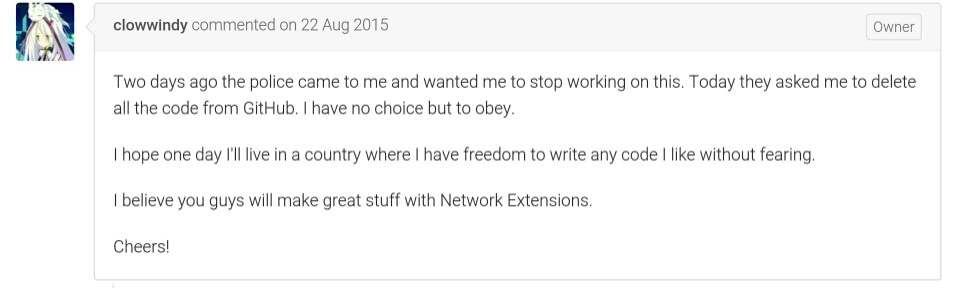 clowwindy commented on 22 Aug 2015
Owner
Two days ago the police came to me and wanted me to stop working on this. Today they asked me to delete
all the code from GitHub. I have no choice but to obey.
I hope one day I'll live in a country where I have freedom to write any code I like without fearing.
I believe you guys will make great stuff with Network Extensions.
Cheers!